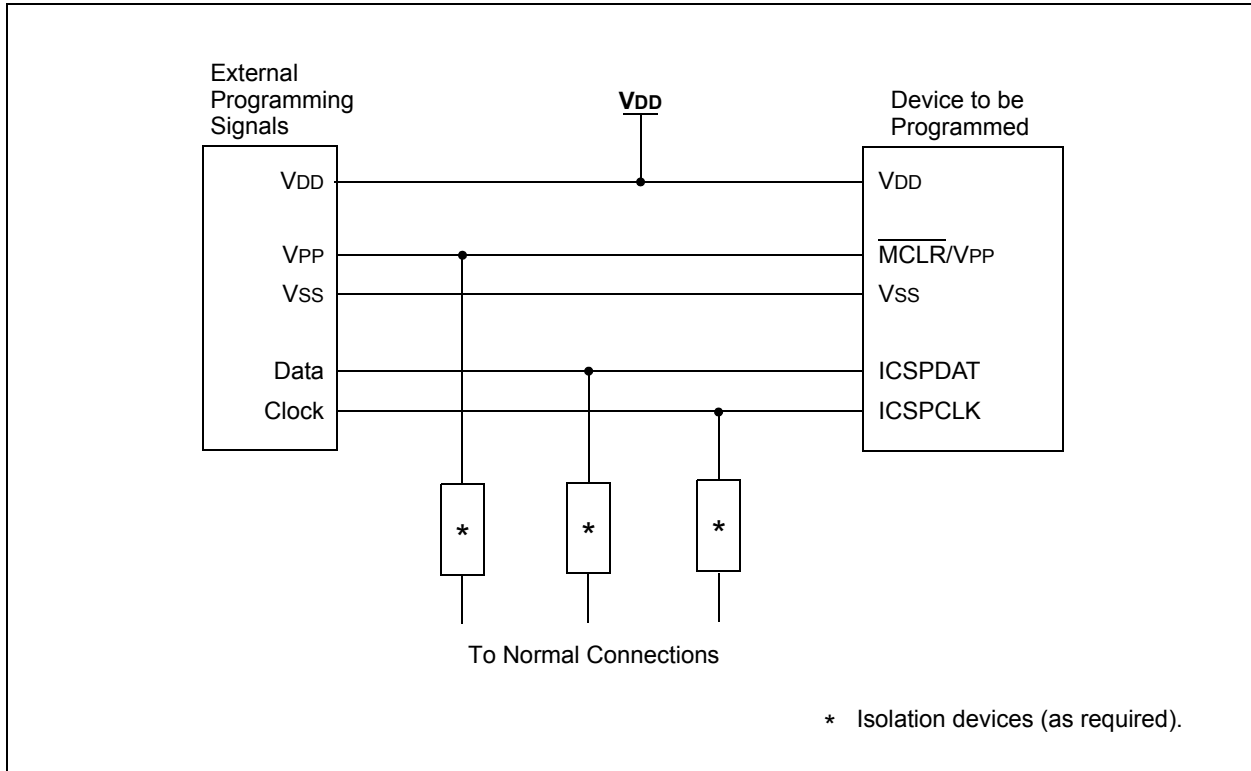 External
Programming
Signals
VDD
Device to be
Programmed
VDD
VDD
VPP
MCLR/VPP
VSS
VSS
Data
ICSPDAT
Clock
ICSPCLK
*
*
*
To Normal Connections
* Isolation devices (as required).